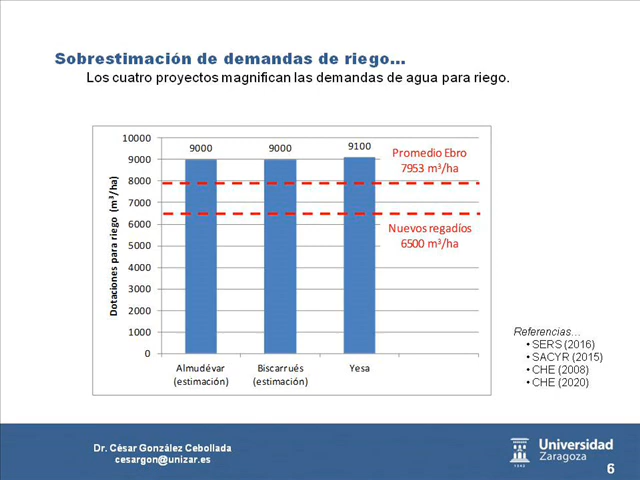 Sobrestimación de demandas de riego...
Los cuatro proyectos magnifican las demandas de agua para riego.
Dotaciones para riego (m³/ha)
10000
9000
8000
7000
6000
5000
4000
3000
2000
1000
0
9000
9000
9100
Promedio Ebro
7953 m³/ha
Nuevos regadíos
6500 m³/ha
Almudévar
(estimación)
Biscarrués
(estimación)
Yesa
Referencias...
• SERS (2016)
• SACYR (2015)
• CHE (2008)
• CHE (2020)
Dr. César González Cebollada
cesargon@unizar.es
Universidad
Zaragoza
1542
6